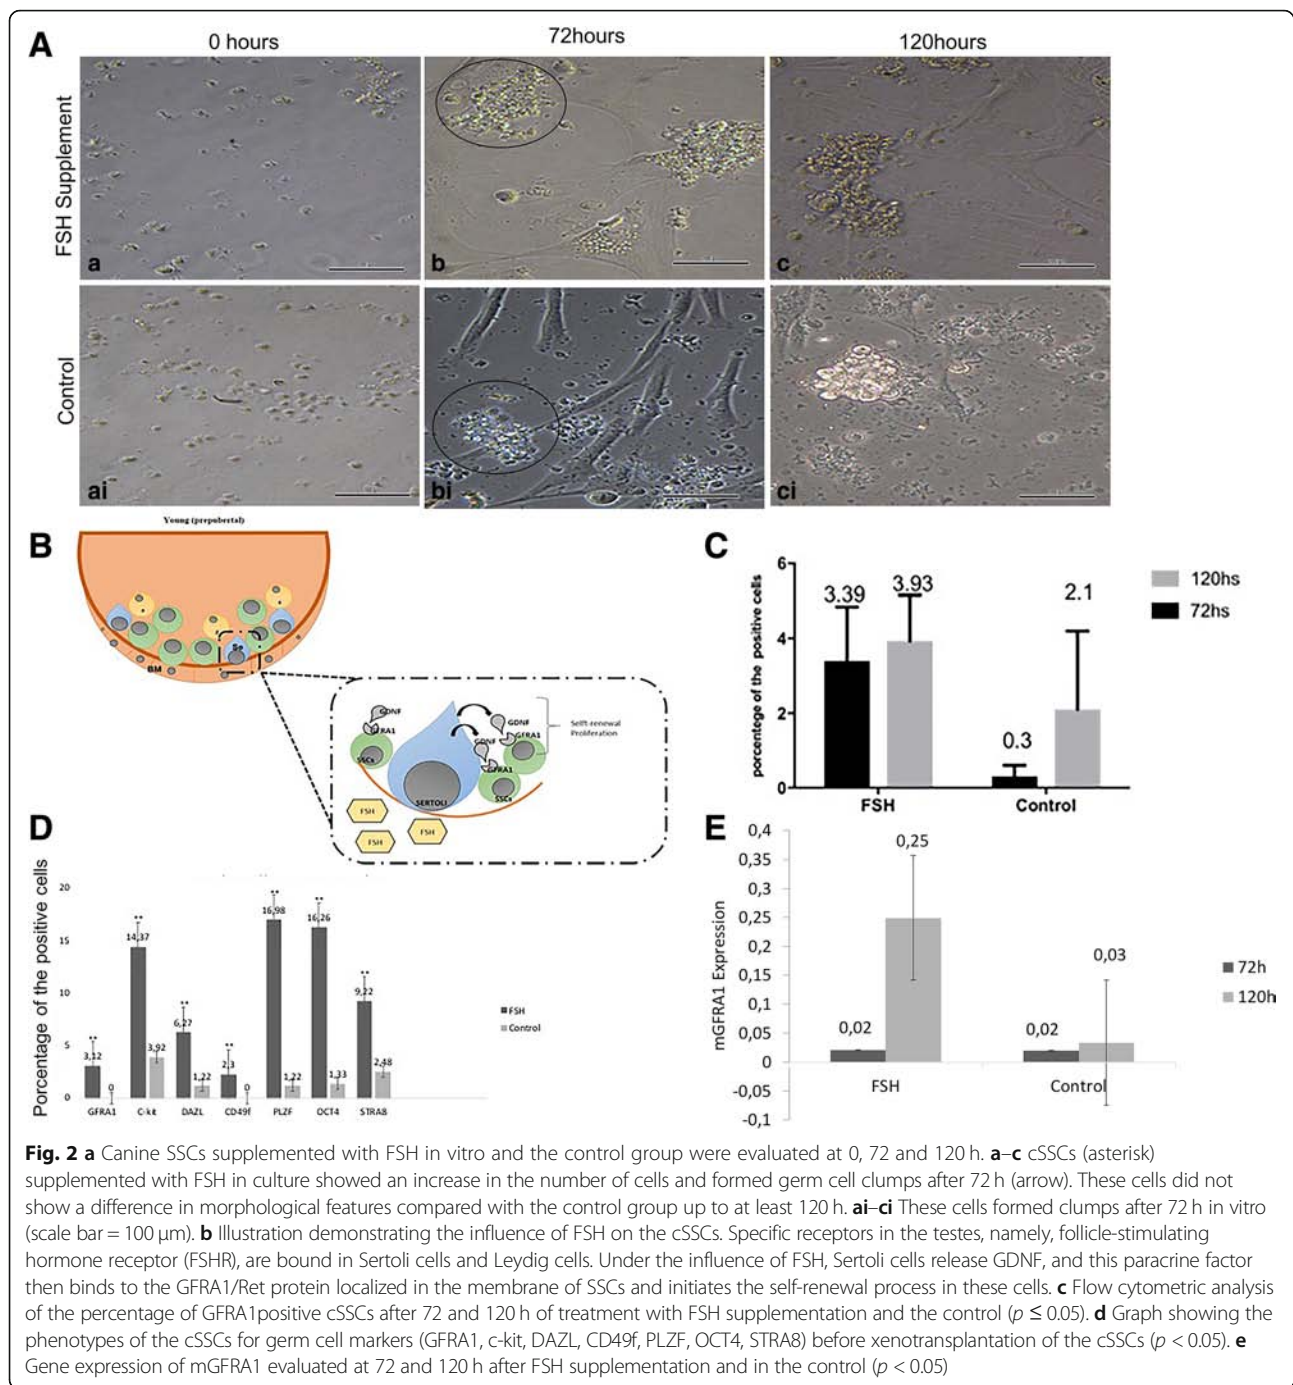 A
0 hours
72hours
120hours
FSH Supplement
a
b
c
Control
ai
bi
ci
B
Young (prepubertal)
Se
BM
GDNF
GFRA1
SSCs
SERTOLI
GDNF
GFRA1
GDNF
GFRA1
SSCs
Selft-renewal
Proliferation
FSH
FSH
FSH
C
porcentege of the positive cells
6
4
2
0
3.39
3.93
0.3
2.1
FSH
Control
120hs
72hs
D
Porcentage of the positive cells
20
15
10
5
0
**
3,12
0
**
14,37
3,92
**
6,27
1,22
**
2,3
0
**
16,98
1,22
**
16,26
1,33
**
9,22
2,48
GFRA1
C-kit
DAZL
CD49f
PLZF
OCT4
STRA8
FSH
Control
E
mGFRA1 Expression
0,4
0,35
0,3
0,25
0,2
0,15
0,1
0,05
0
-0,05
-0,1
0,02
0,25
0,02
0,03
FSH
Control
72h
120h
Fig. 2 a Canine SSCs supplemented with FSH in vitro and the control group were evaluated at 0, 72 and 120 h. a–c cSSCs (asterisk)
supplemented with FSH in culture showed an increase in the number of cells and formed germ cell clumps after 72 h (arrow). These cells did not
show a difference in morphological features compared with the control group up to at least 120 h. ai–ci These cells formed clumps after 72 h in vitro
(scale bar = 100 μm). b Illustration demonstrating the influence of FSH on the cSSCs. Specific receptors in the testes, namely, follicle-stimulating
hormone receptor (FSHR), are bound in Sertoli cells and Leydig cells. Under the influence of FSH, Sertoli cells release GDNF, and this paracrine factor
then binds to the GFRA1/Ret protein localized in the membrane of SSCs and initiates the self-renewal process in these cells. c Flow cytometric analysis
of the percentage of GFRA1positive cSSCs after 72 and 120 h of treatment with FSH supplementation and the control (p ≤ 0.05). d Graph showing the
phenotypes of the cSSCs for germ cell markers (GFRA1, c-kit, DAZL, CD49f, PLZF, OCT4, STRA8) before xenotransplantation of the cSSCs (p < 0.05). e
Gene expression of mGFRA1 evaluated at 72 and 120 h after FSH supplementation and in the control (p < 0.05)